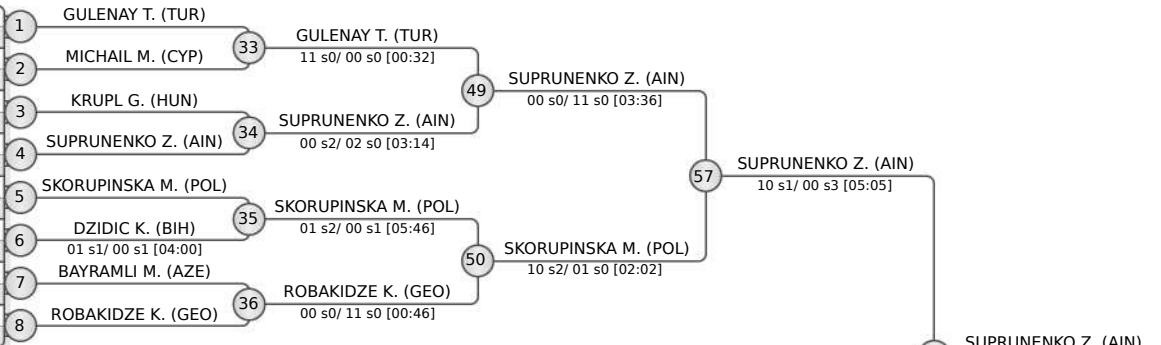 GULENAY T. (TUR)
1
33
GULENAY T. (TUR)
11 s0/ 00 s0 [00:32]
MICHAIL M. (CYP)
2
49
SUPRUNENKO Z. (AIN)
00 s0/ 11 s0 [03:36]
KRUPL G. (HUN)
3
34
SUPRUNENKO Z. (AIN)
00 s2/ 02 s0 [03:14]
SUPRUNENKO Z. (AIN)
4
57
SUPRUNENKO Z. (AIN)
10 s1/ 00 s3 [05:05]
SKORUPINSKA M. (POL)
5
35
SKORUPINSKA M. (POL)
01 s2/ 00 s1 [05:46]
DZIDIC K. (BIH)
6
01 s1/ 00 s1 [04:00]
50
SKORUPINSKA M. (POL)
10 s2/ 01 s0 [02:02]
BAYRAMLI M. (AZE)
7
36
ROBAKIDZE K. (GEO)
00 s0/ 11 s0 [00:46]
ROBAKIDZE K. (GEO)
8
SUPRUNENKO Z. (AIN)